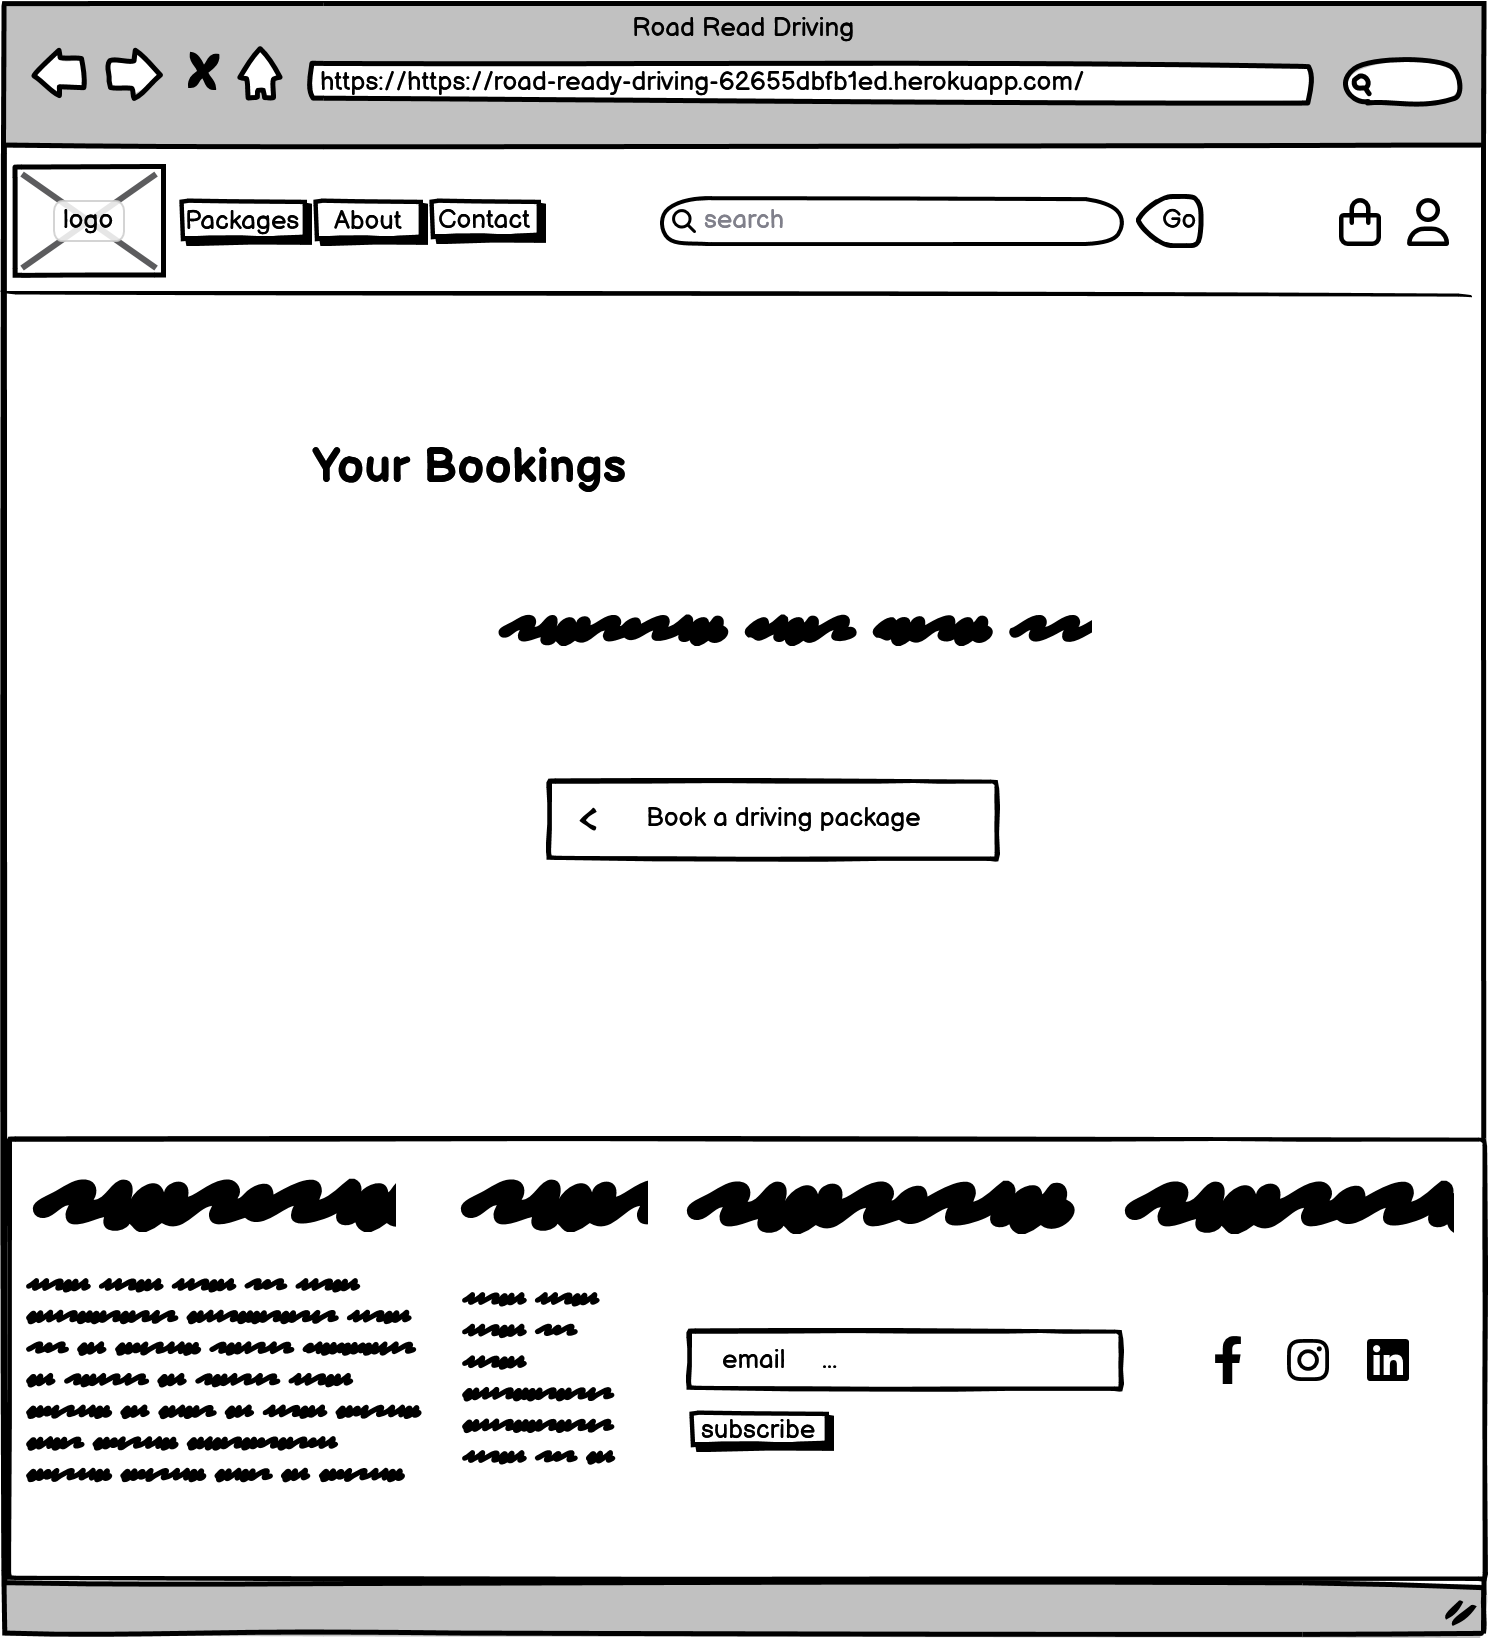 Road Read Driving
https://https://road-ready-driving-62655dbfb1ed.herokuapp.com/
logo
Packages
About
Contact
search
Go
Your Bookings
< Book a driving package
email ...
subscribe